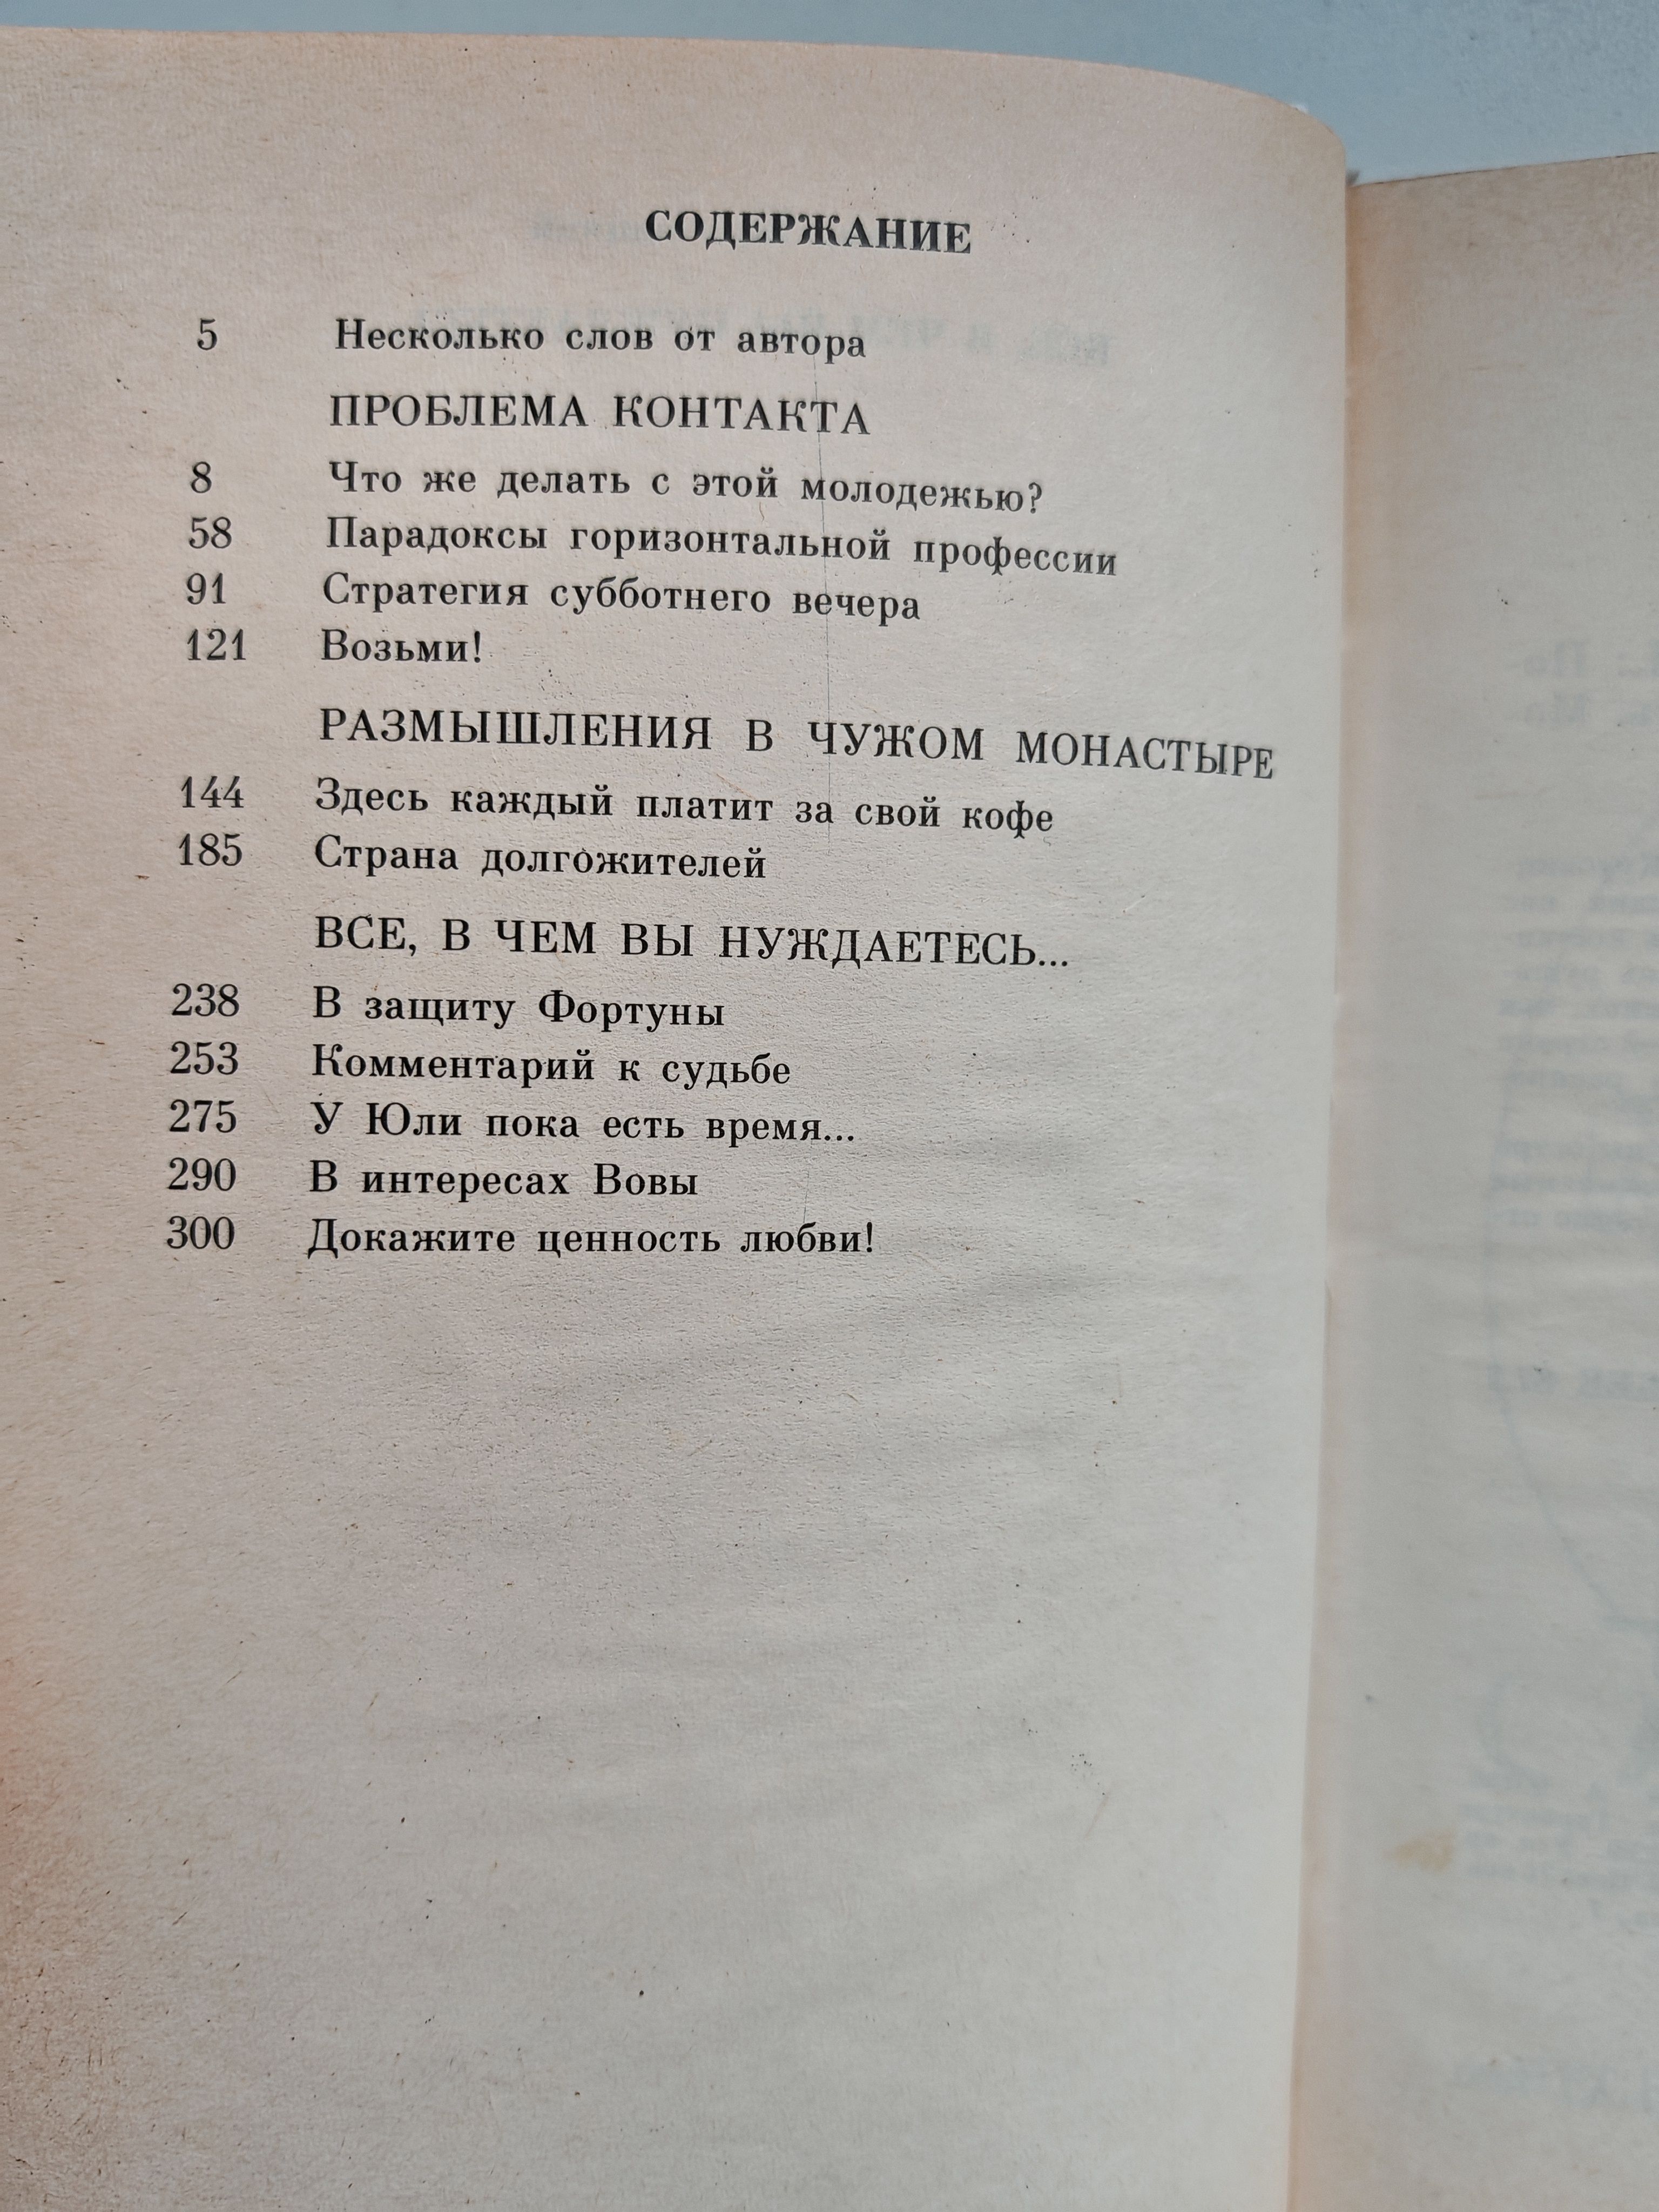 СОДЕРЖАНИЕ
5 Несколько слов от автора
ПРОБЛЕМА КОНТАКТА
8 Что же делать с этой молодежью?
58 Парадоксы горизонтальной профессии
91 Стратегия субботнего вечера
121 Возьми!
РАЗМЫШЛЕНИЯ В ЧУЖОМ МОНАСТЫРЕ
144 Здесь каждый платит за свой кофе
185 Страна долгожителей
ВСЕ, В ЧЕМ ВЫ НУЖДАЕТЕСЬ...
238 В защиту Фортуны
253 Комментарий к судьбе
275 У Юли пока есть время...
290 В интересах Вовы
300 Докажите ценность любви!